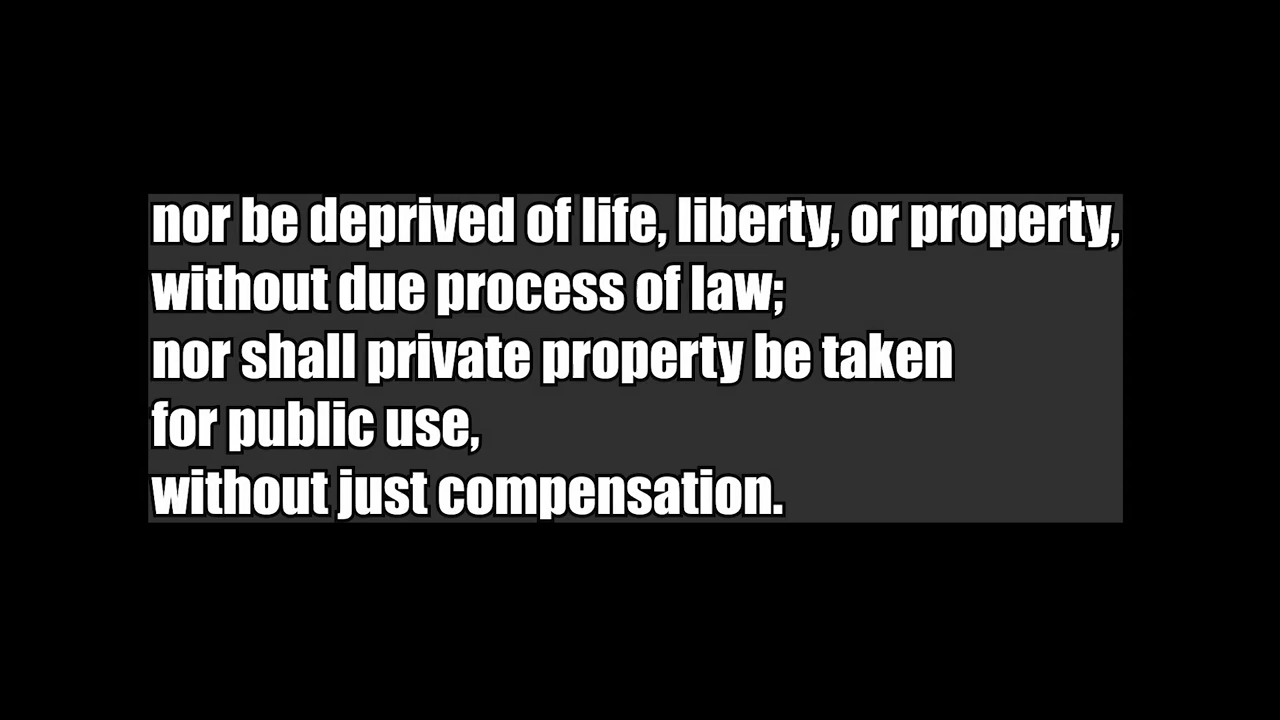 nor be deprived of life, liberty, or property,
without due process of law;
nor shall private property be taken
for public use,
without just compensation.